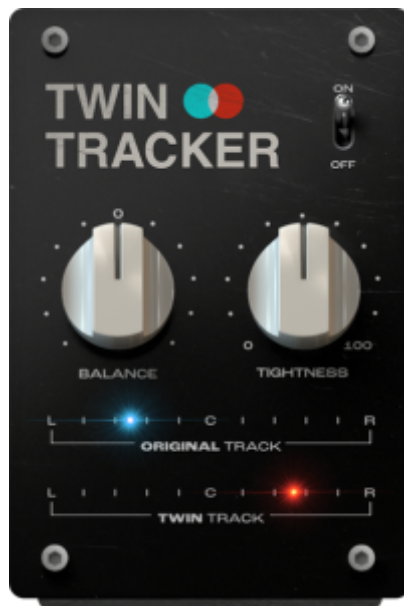 TWIN
TRACKER
ON
OFF
0
0 100
BALANCE TIGHTNESS
L C R
ORIGINAL TRACK
L C R
TWIN TRACK